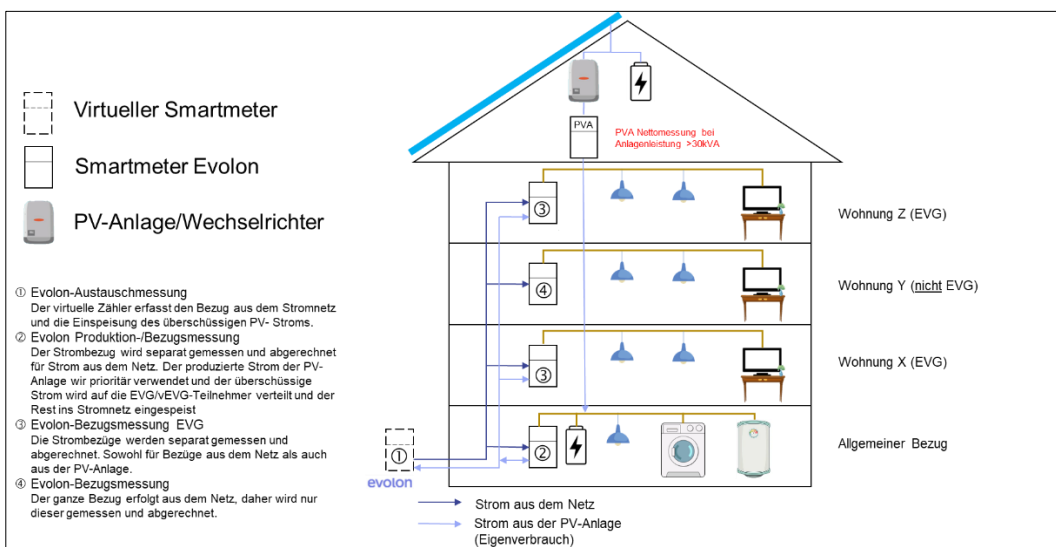 Virtueller Smartmeter
Smartmeter Evolon
PV-Anlage/Wechselrichter
① Evolon-Austauschmessung
Der virtuelle Zähler erfasst den Bezug aus dem Stromnetz
und die Einspeisung des überschüssigen PV- Stroms.
② Evolon Produktion-/Bezugsmessung
Der Strombezug wird separat gemessen und abgerechnet
für Strom aus dem Netz. Der produzierte Strom der PV-
Anlage wir prioritär verwendet und der überschüssige
Strom wird auf die EVG/vEVG-Teilnehmer verteilt und der
Rest ins Stromnetz eingespeist
③ Evolon-Bezugsmessung EVG
Die Strombezüge werden separat gemessen und
abgerechnet. Sowohl für Bezüge aus dem Netz als auch
aus der PV-Anlage.
④ Evolon-Bezugsmessung
Der ganze Bezug erfolgt aus dem Netz, daher wird nur
dieser gemessen und abgerechnet.
PVA
PVA Nettomessung bei
Anlagenleistung >30kVA
③
Wohnung Z (EVG)
④
Wohnung Y (nicht EVG)
③
Wohnung X (EVG)
②
Allgemeiner Bezug
①
evolon
Strom aus dem Netz
Strom aus der PV-Anlage
(Eigenverbrauch)